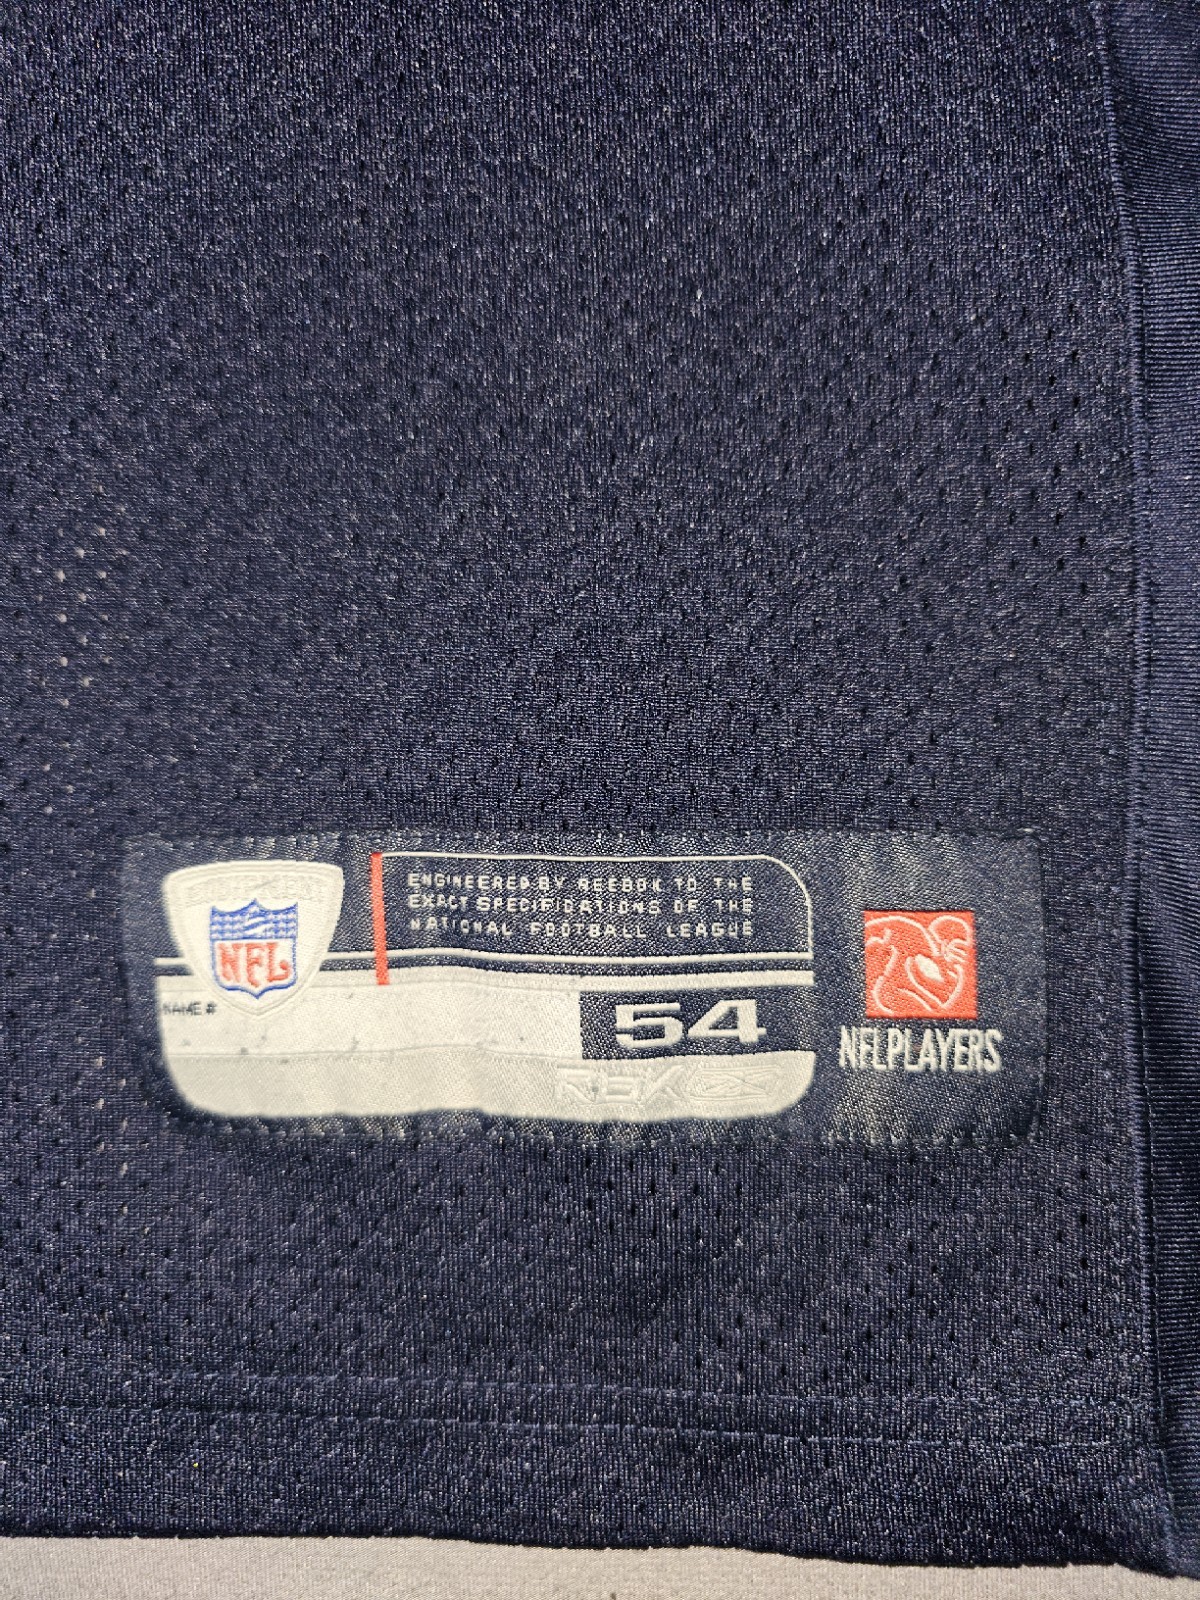 ENGINEERED BY REEBOK TO THE
EXACT SPECIFICATIONS OF THE
NATIONAL FOOTBALL LEAGUE
NFL
NAME #
54
RBK
NFLPLAYERS